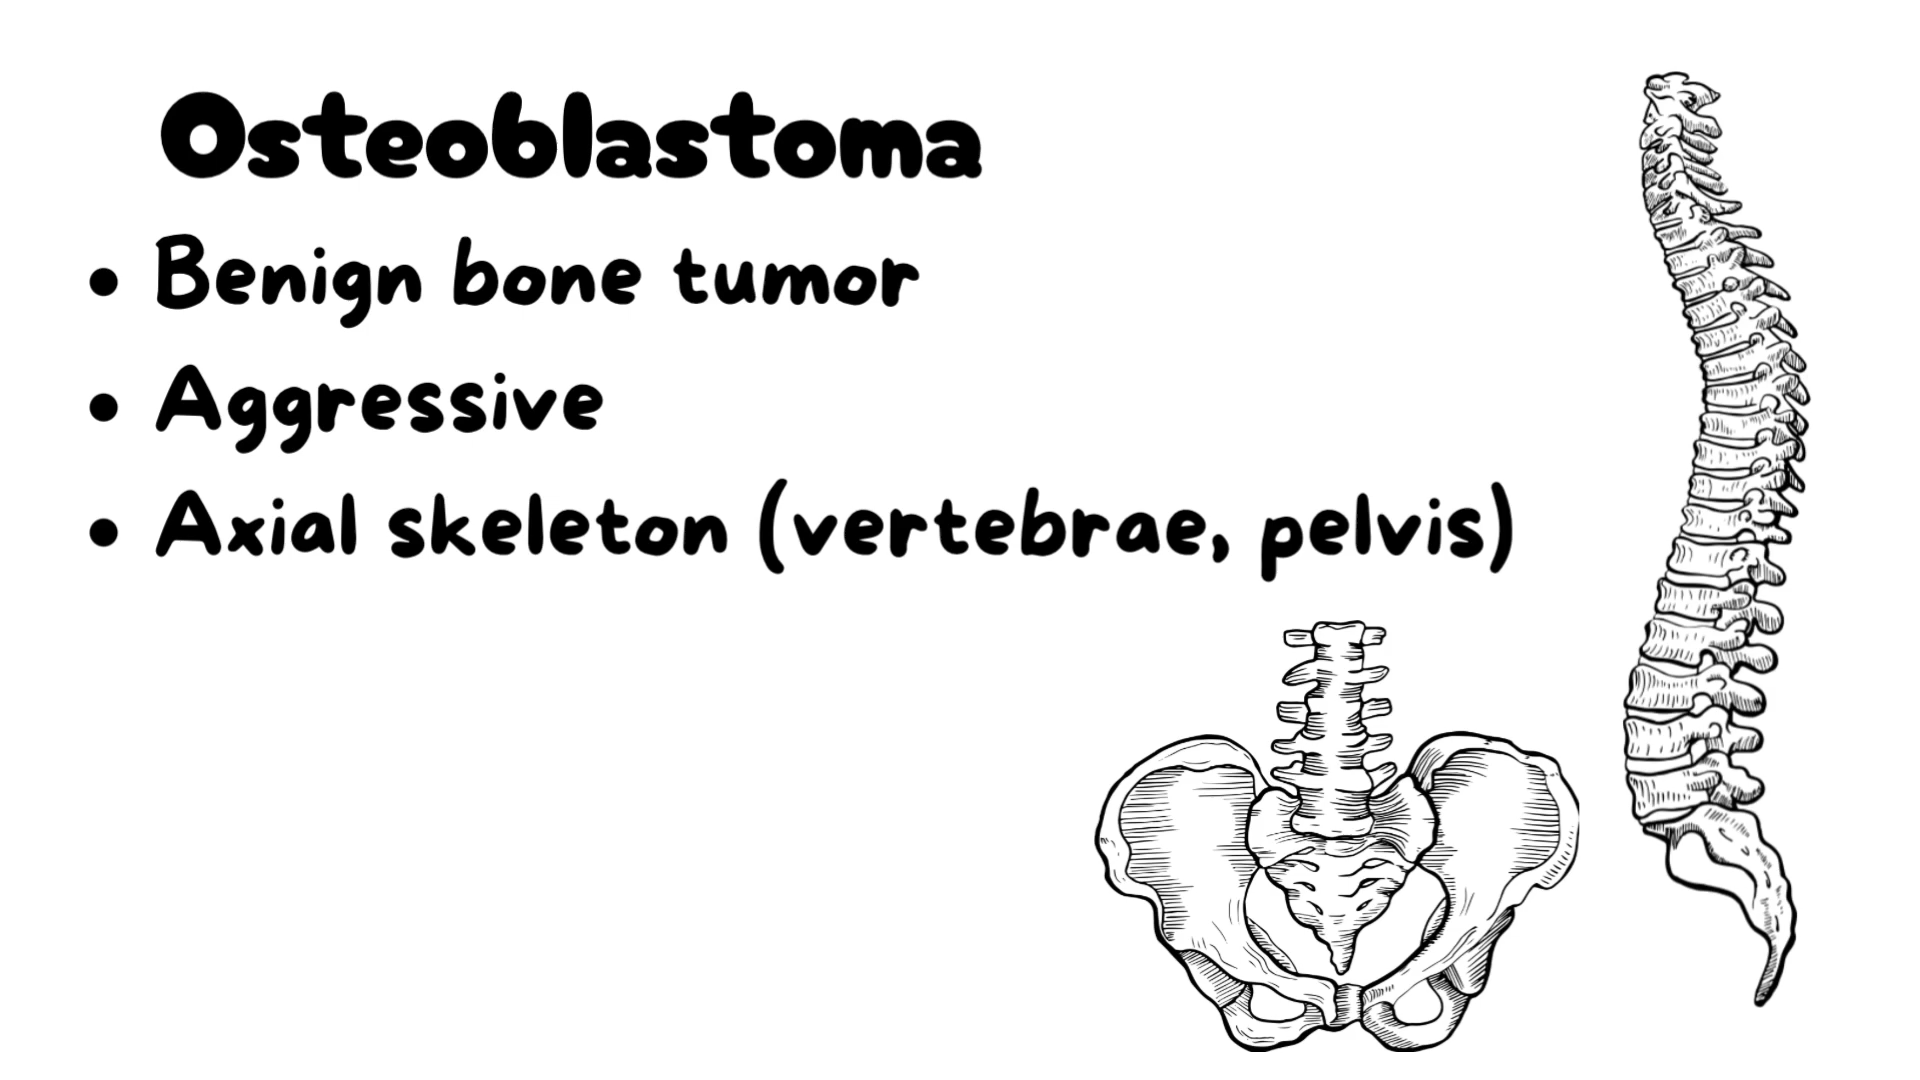 Osteoblastoma
• Benign bone tumor
• Aggressive
• Axial skeleton (vertebrae, pelvis)